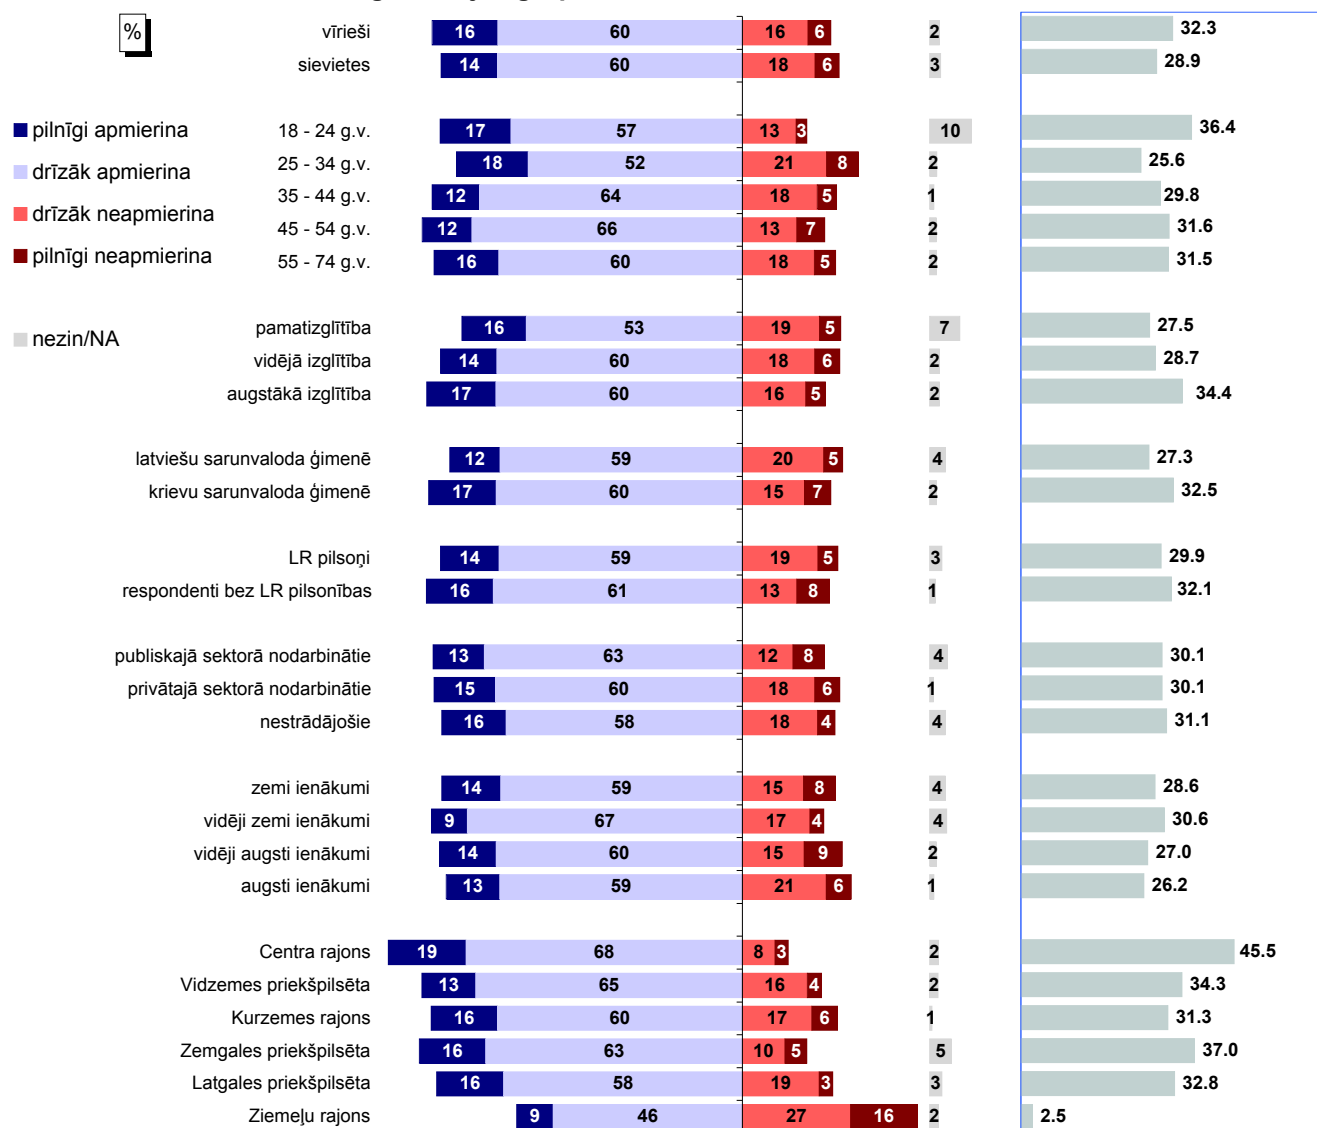 %
pilnīgi apmierina
drīzāk apmierina
drīzāk neapmierina
pilnīgi neapmierina
nezin/NA
vīrieši 16 60 16 6 2 32.3
sievietes 14 60 18 6 3 28.9
18 - 24 g.v. 17 57 13 3 10 36.4
25 - 34 g.v. 18 52 21 8 2 25.6
35 - 44 g.v. 12 64 18 5 1 29.8
45 - 54 g.v. 12 66 13 7 2 31.6
55 - 74 g.v. 16 60 18 5 2 31.5
pamatizglītība 16 53 19 5 7 27.5
vidējā izglītība 14 60 18 6 2 28.7
augstākā izglītība 17 60 16 5 2 34.4
latviešu sarunvaloda ģimenē 12 59 20 5 4 27.3
krievu sarunvaloda ģimenē 17 60 15 7 2 32.5
LR pilsoņi 14 59 19 5 3 29.9
respondenti bez LR pilsonības 16 61 13 8 1 32.1
publiskajā sektorā nodarbinātie 13 63 12 8 4 30.1
privātajā sektorā nodarbinātie 15 60 18 6 1 30.1
nestrādājošie 16 58 18 4 4 31.1
zemi ienākumi 14 59 15 8 4 28.6
vidēji zemi ienākumi 9 67 17 4 4 30.6
vidēji augsti ienākumi 14 60 15 9 2 27.0
augsti ienākumi 13 59 21 6 1 26.2
Centra rajons 19 68 8 3 2 45.5
Vidzemes priekšpilsēta 13 65 16 4 2 34.3
Kurzemes rajons 16 60 17 6 1 31.3
Zemgales priekšpilsēta 16 63 10 5 5 37.0
Latgales priekšpilsēta 16 58 19 3 3 32.8
Ziemeļu rajons 9 46 27 16 2 2.5